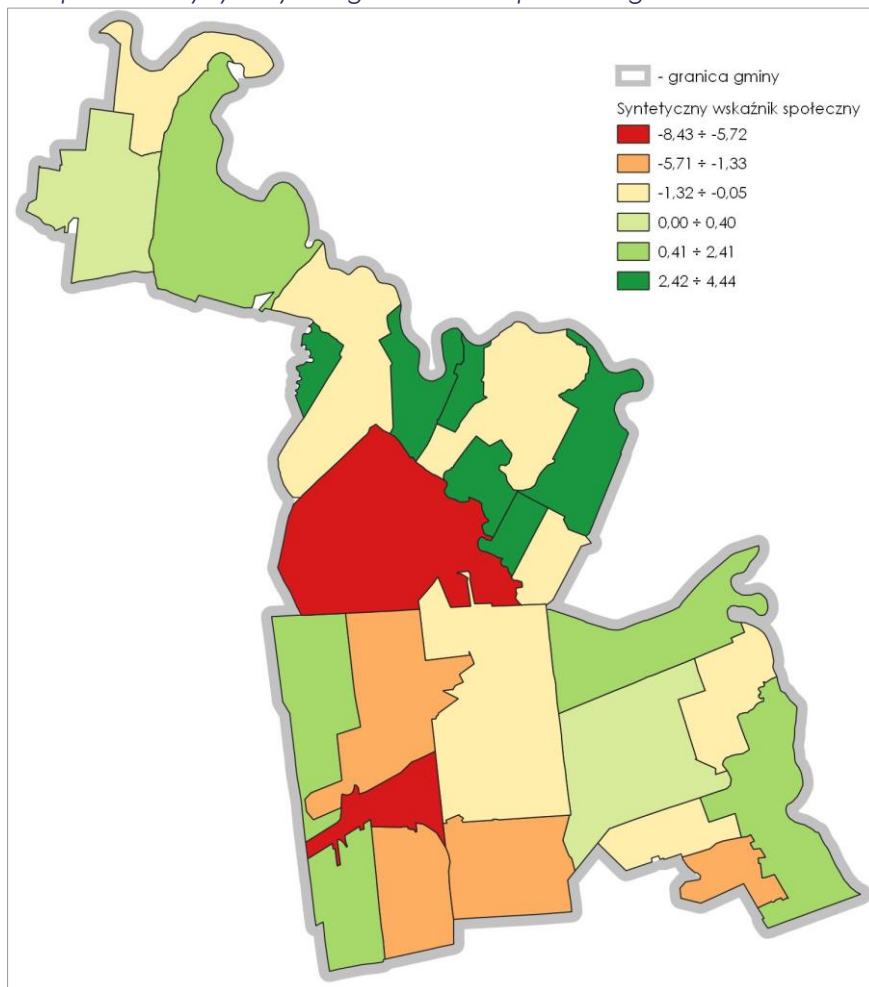 - granica gminy
Syntetyczny wskaźnik społeczny
-8,43 ÷ -5,72
-5,71 ÷ -1,33
-1,32 ÷ -0,05
0,00 ÷ 0,40
0,41 ÷ 2,41
2,42 ÷ 4,44